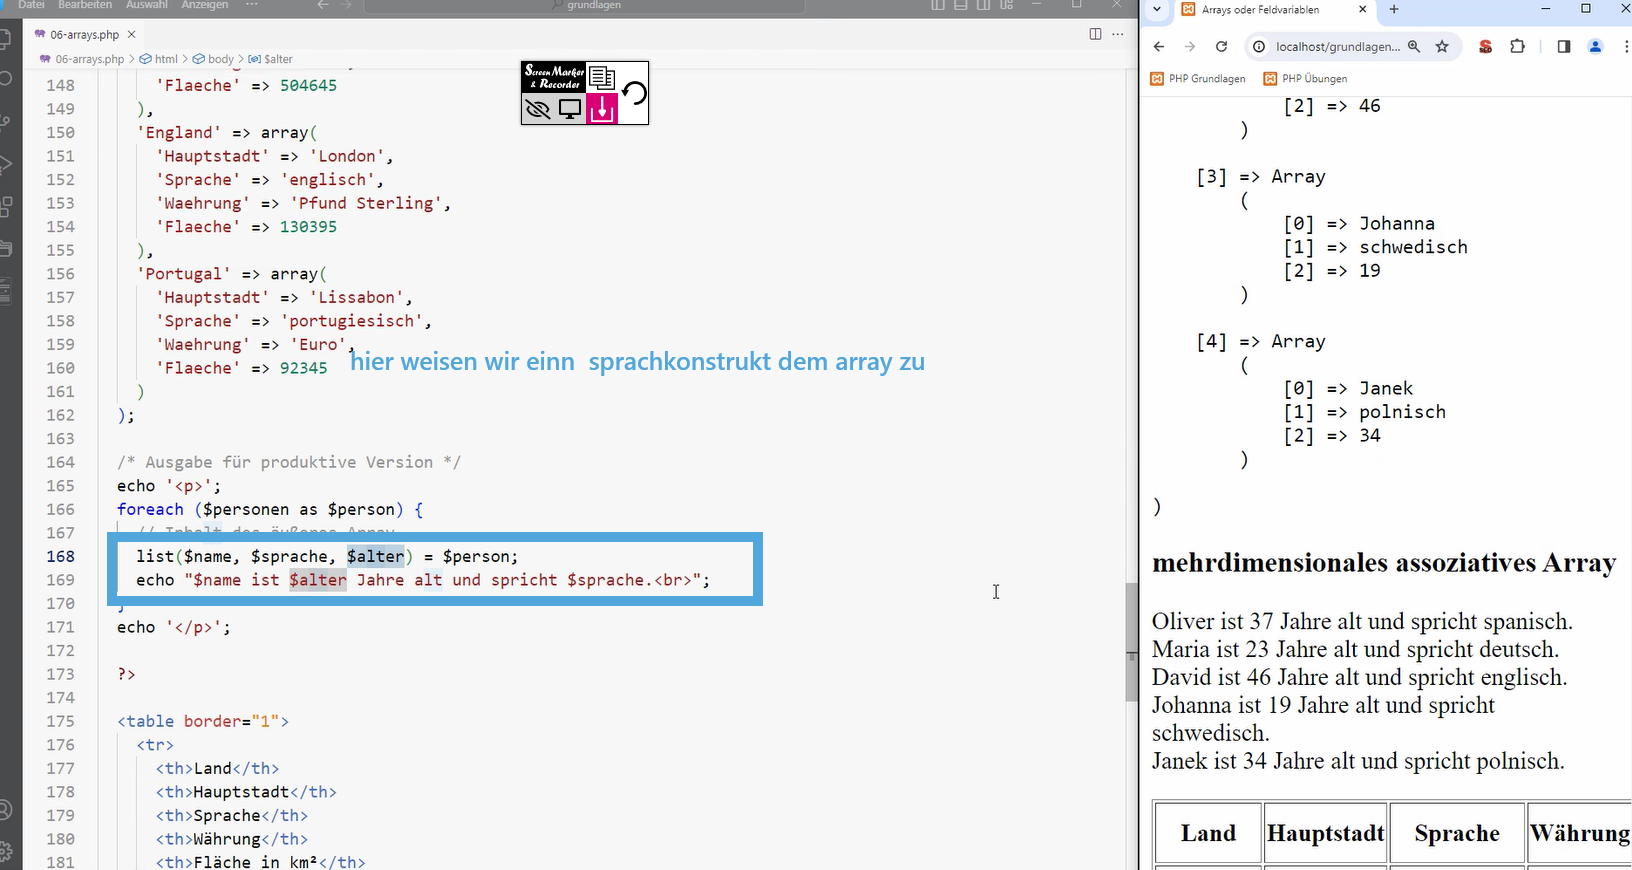 Datei Bearbeiten Auswahl Anzeigen ··· grundlagen
06-arrays.php
06-arrays.php > html > body > $alter
148 'Flaeche' => 504645
149 ),
150 'England' => array(
151 'Hauptstadt' => 'London',
152 'Sprache' => 'englisch',
153 'Waehrung' => 'Pfund Sterling',
154 'Flaeche' => 130395
155 ),
156 'Portugal' => array(
157 'Hauptstadt' => 'Lissabon',
158 'Sprache' => 'portugiesisch',
159 'Waehrung' => 'Euro',
160 'Flaeche' => 92345
hier weisen wir einn  sprachkonstrukt dem array zu
161 )
162 );
163
164 /* Ausgabe für produktive Version */
165 echo '<p>';
166 foreach ($personen as $person) {
167 // Inhalt des äußeres Array
168 list($name, $sprache, $alter) = $person;
169 echo "$name ist $alter Jahre alt und spricht $sprache.<br>";
170 }
171 echo '</p>';
172
173 ?>
174
175 <table border="1">
176 <tr>
177 <th>Land</th>
178 <th>Hauptstadt</th>
179 <th>Sprache</th>
180 <th>Währung</th>
181 <th>Fläche in km²</th>
Screen Marker
& Recorder
Arrays oder Feldvariablen
localhost/grundlagen...
PHP Grundlagen PHP Übungen
[2] => 46
)
[3] => Array
(
[0] => Johanna
[1] => schwedisch
[2] => 19
)
[4] => Array
(
[0] => Janek
[1] => polnisch
[2] => 34
)
)
mehrdimensionales assoziatives Array
Oliver ist 37 Jahre alt und spricht spanisch.
Maria ist 23 Jahre alt und spricht deutsch.
David ist 46 Jahre alt und spricht englisch.
Johanna ist 19 Jahre alt und spricht
schwedisch.
Janek ist 34 Jahre alt und spricht polnisch.
Land Hauptstadt Sprache Währung